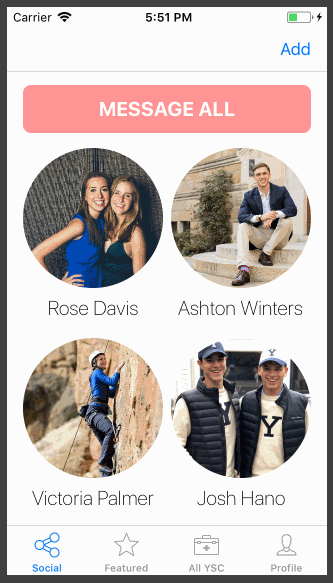 Carrier 5:51 PM
Add
MESSAGE ALL
Rose Davis Ashton Winters
Y
Y Y
Victoria Palmer Josh Hano
Social Featured All YSC Profile